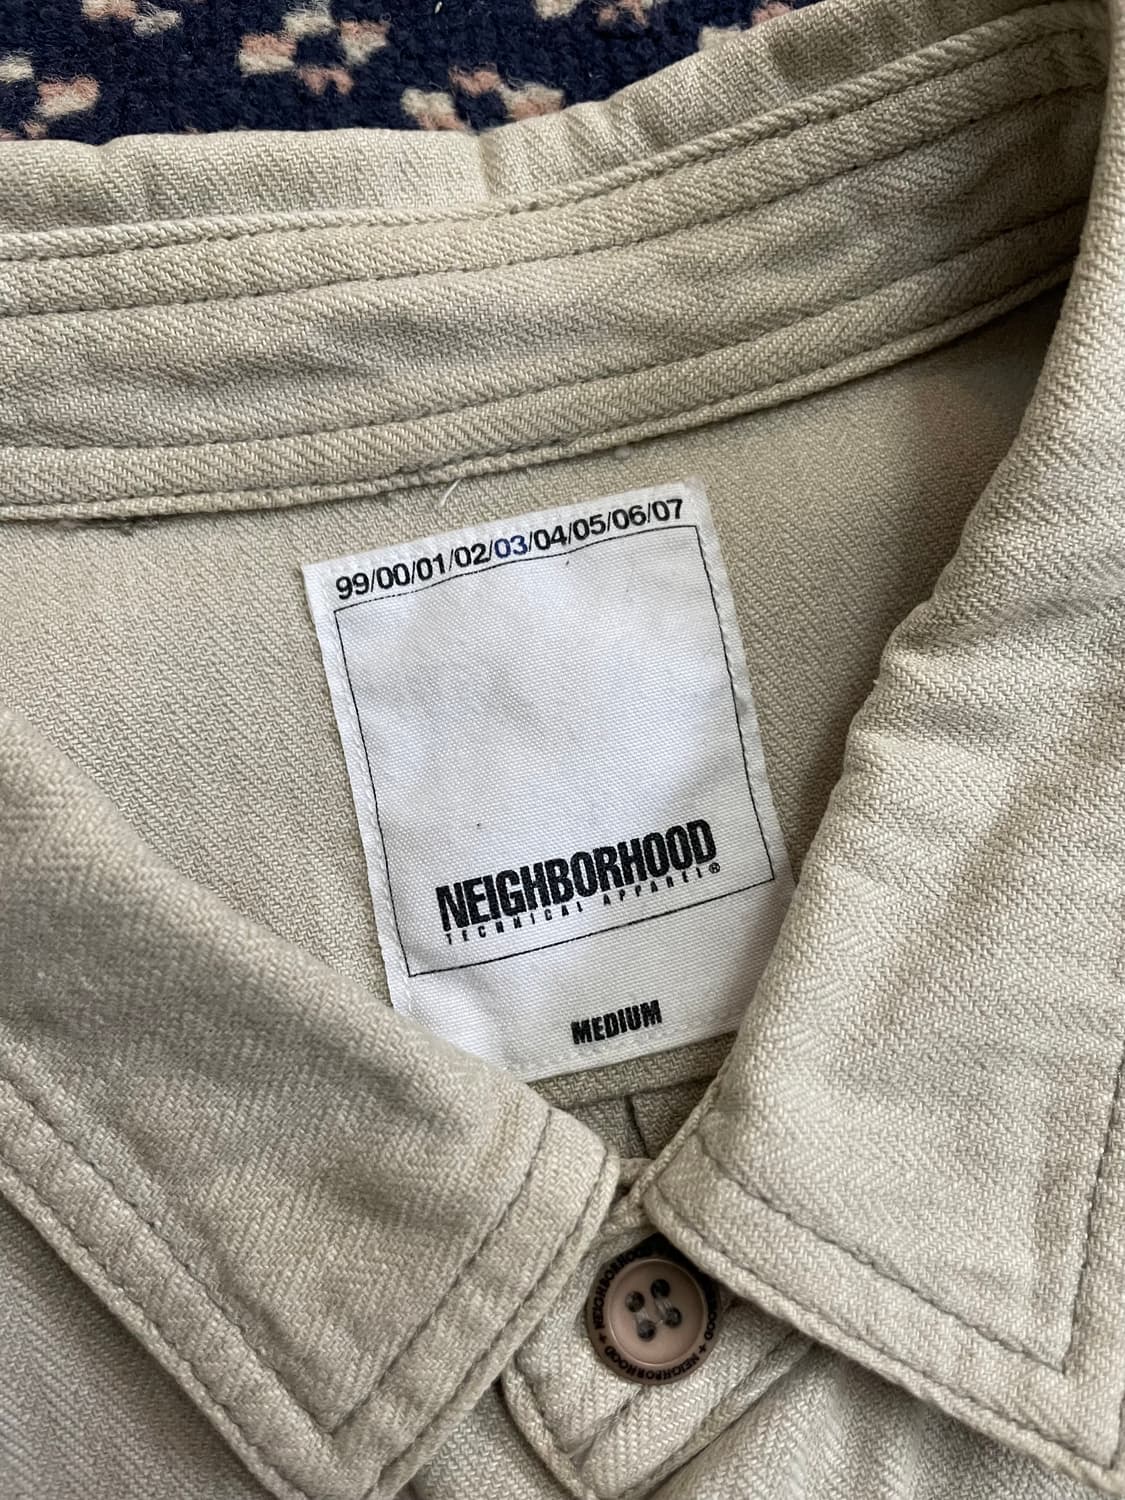 99/00/01/02/03/04/05/06/07
NEIGHBORHOOD
TECHNICAL APPAREL®
MEDIUM
NEIGHBORHOOD + NEIGHBORHOOD +